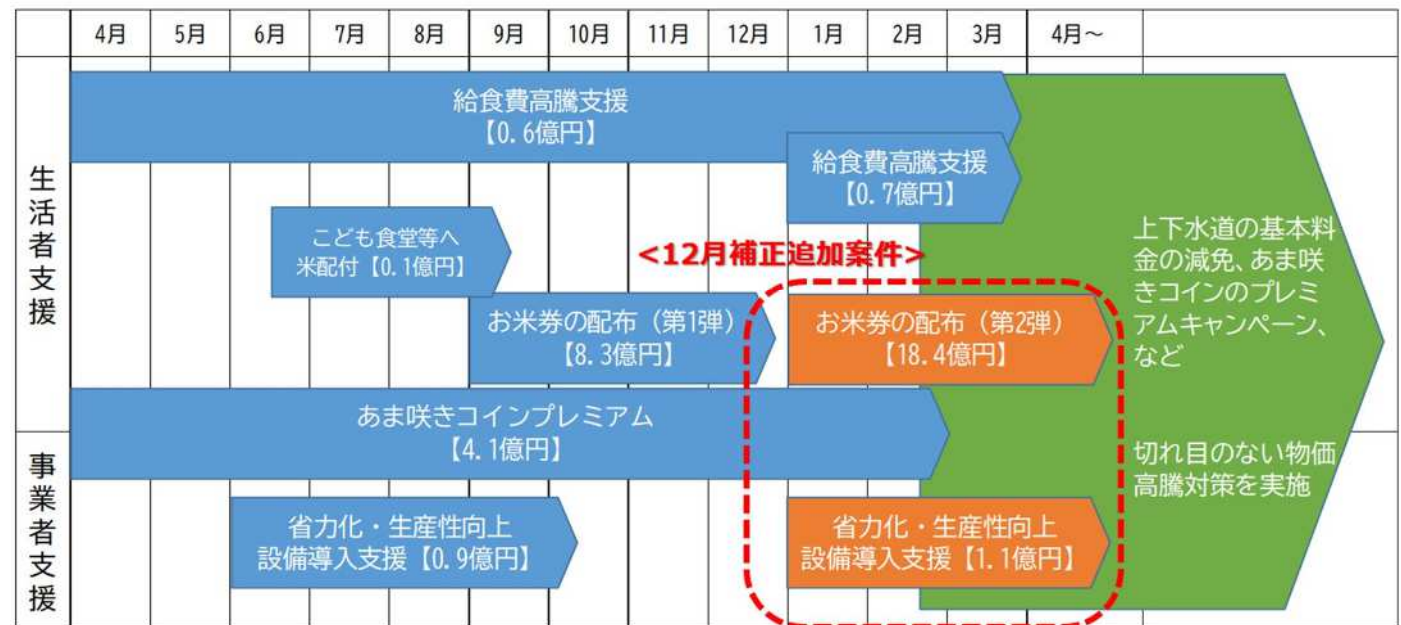 4月 5月 6月 7月 8月 9月 10月 11月 12月 1月 2月 3月 4月～
生活者支援
給食費高騰支援
【0.6億円】
給食費高騰支援
【0.7億円】
こども食堂等へ
米配付【0.1億円】
<12月補正追加案件>
お米券の配布（第1弾）
【8.3億円】
お米券の配布（第2弾）
【18.4億円】
上下水道の基本料
金の減免、あま咲
きコインのプレミ
アムキャンペーン、
など
あま咲きコインプレミアム
【4.1億円】
切れ目のない物価
高騰対策を実施
事業者支援
省力化・生産性向上
設備導入支援【0.9億円】
省力化・生産性向上
設備導入支援【1.1億円】